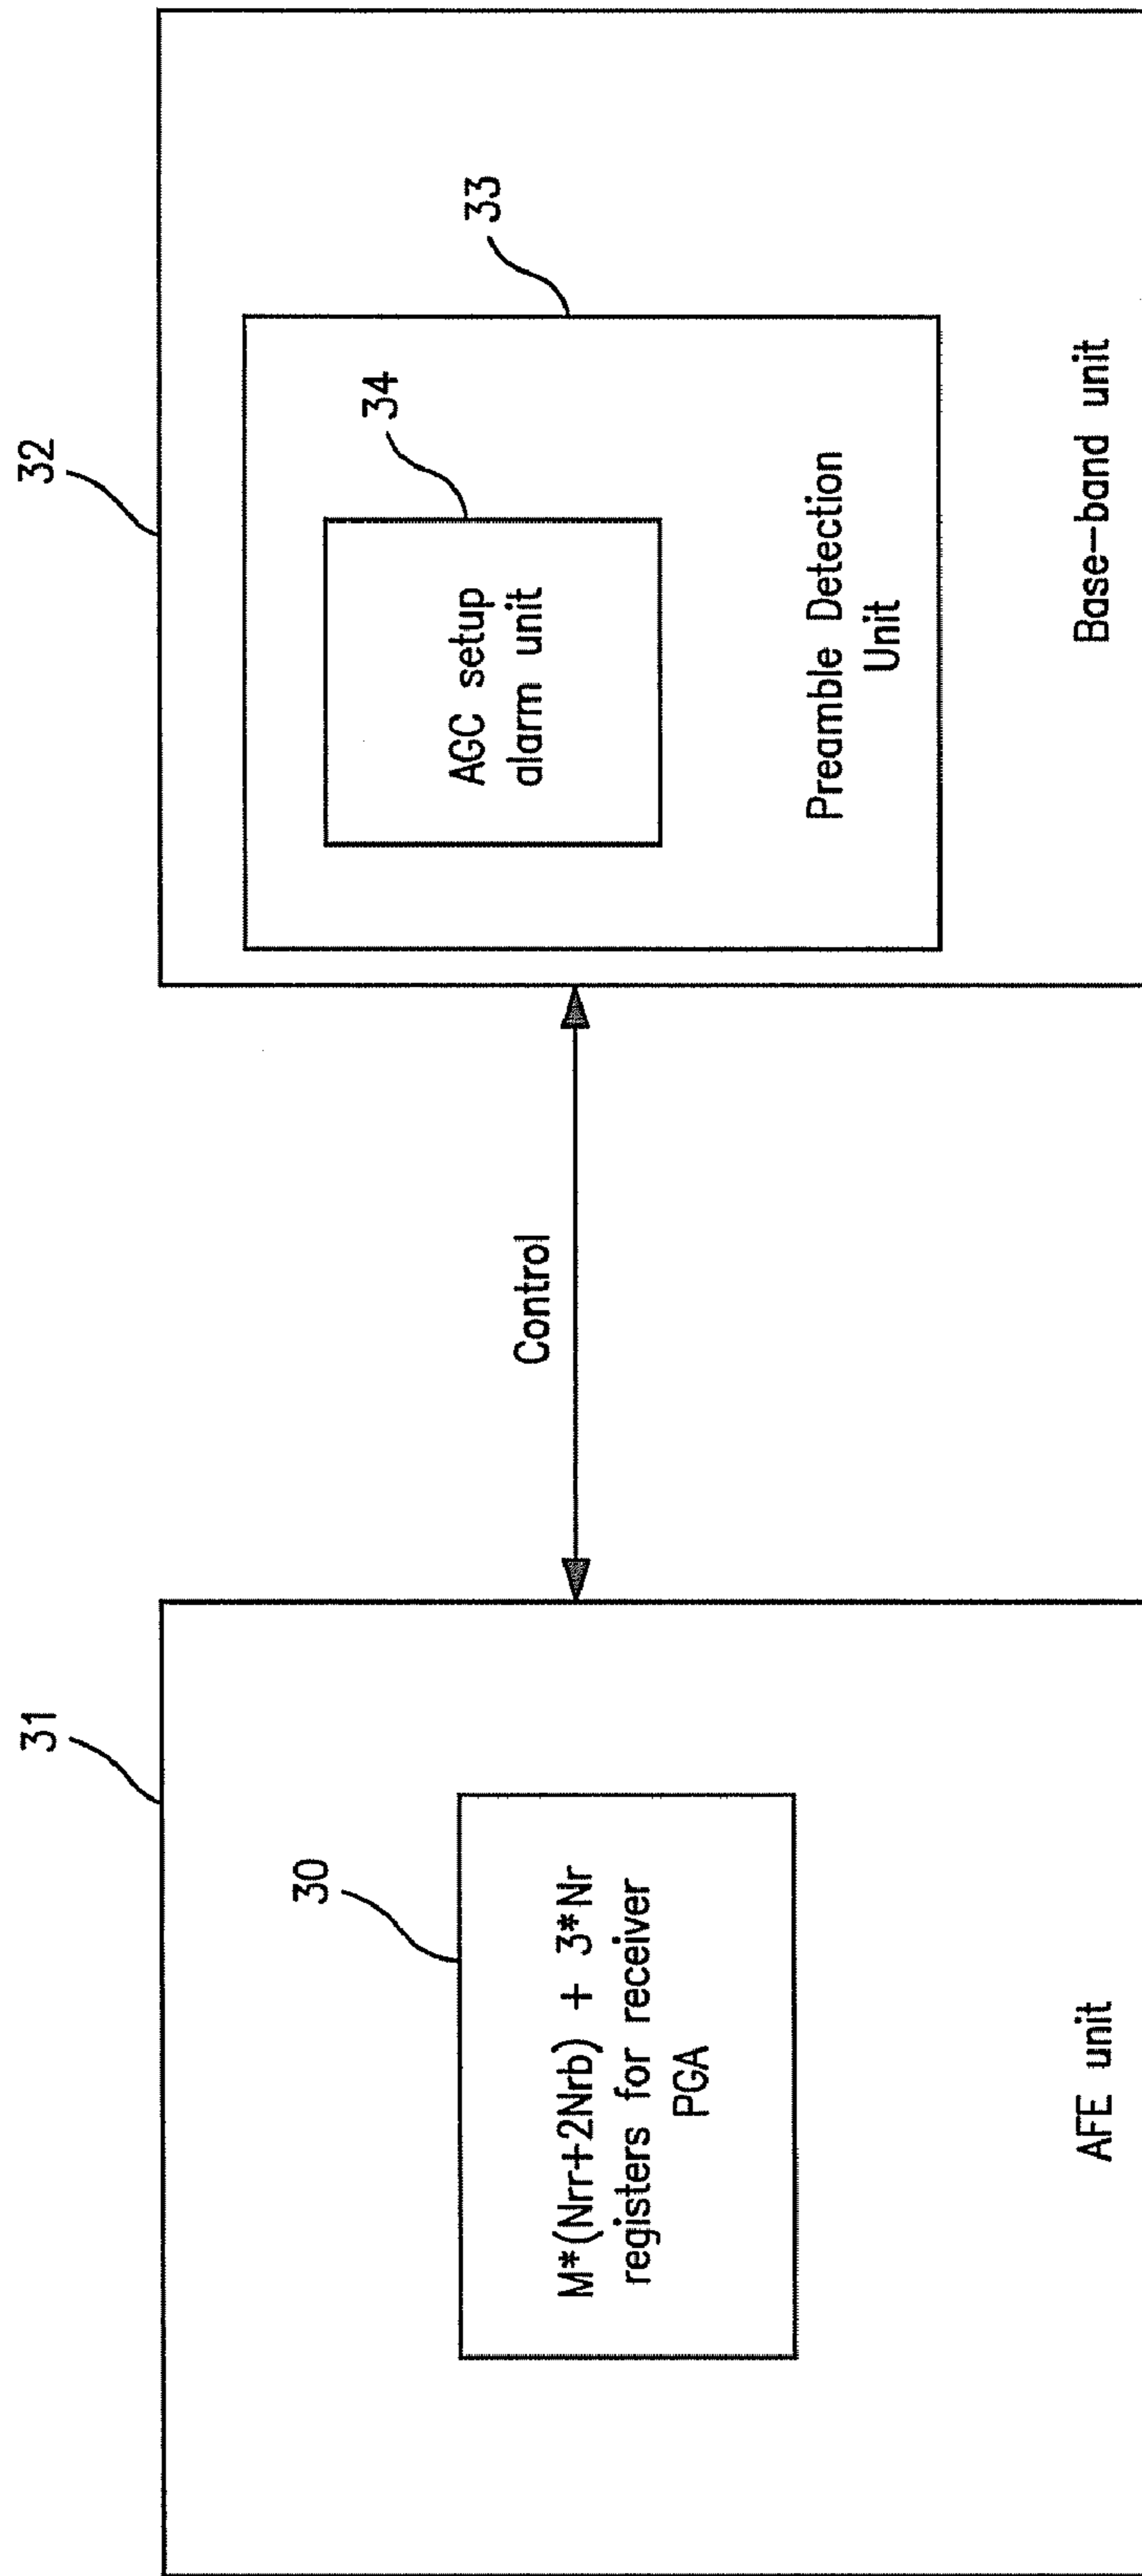 31
30
M*(Nrr+2Nrb) + 3*Nr
registers for receiver
PGA
AFE unit
Control
32
33
34
AGC setup
alarm unit
Preamble Detection
Unit
Base-band unit